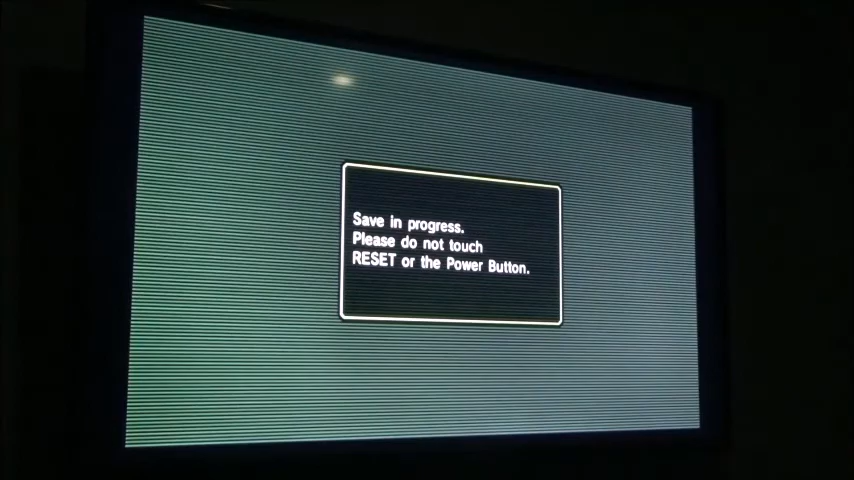 Save in progress.
Please do not touch
RESET or the Power Button.